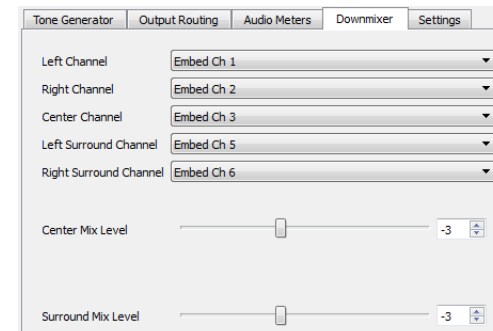 Tone Generator Output Routing Audio Meters Downmixer Settings
Left Channel Embed Ch 1
Right Channel Embed Ch 2
Center Channel Embed Ch 3
Left Surround Channel Embed Ch 5
Right Surround Channel Embed Ch 6
Center Mix Level -3
Surround Mix Level -3